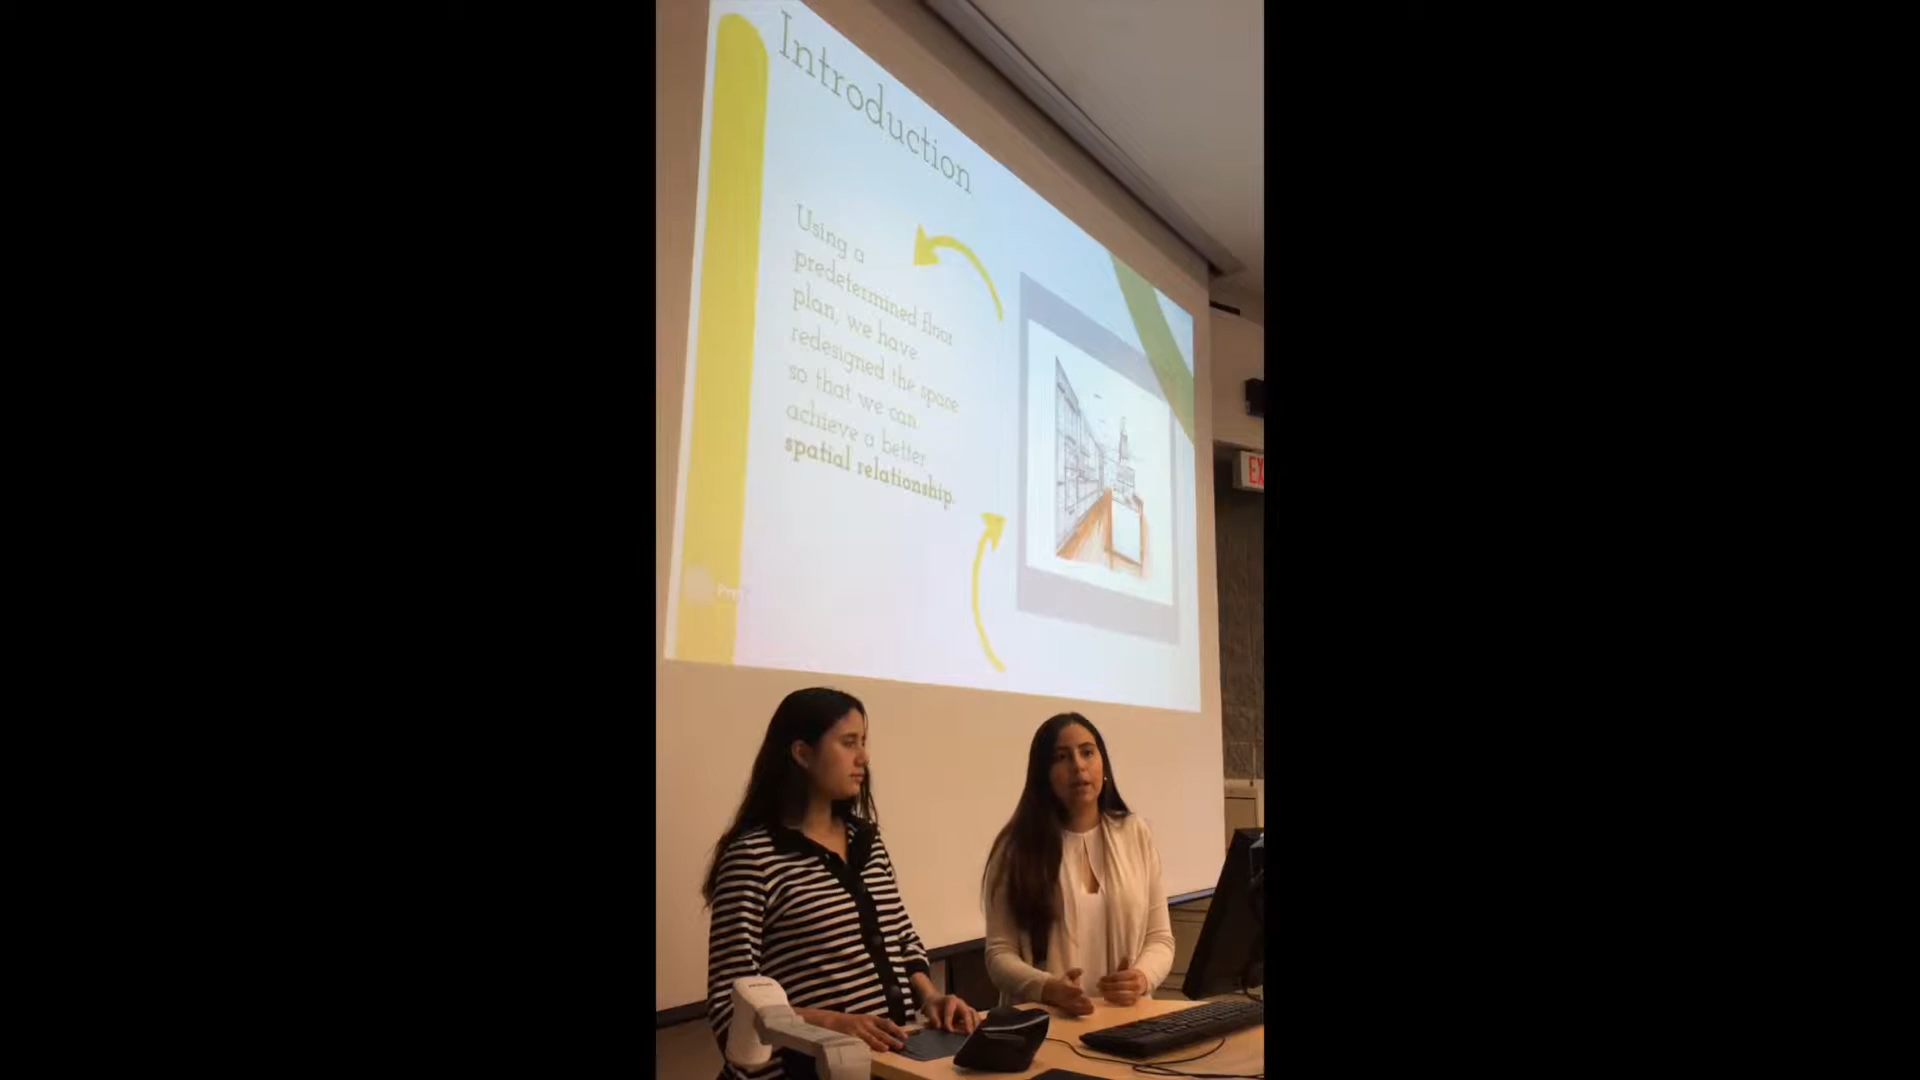 Introduction
Using a
predetermined floor
plan, we have
redesigned the space
so that we can
achieve a better
spatial relationship.
EX